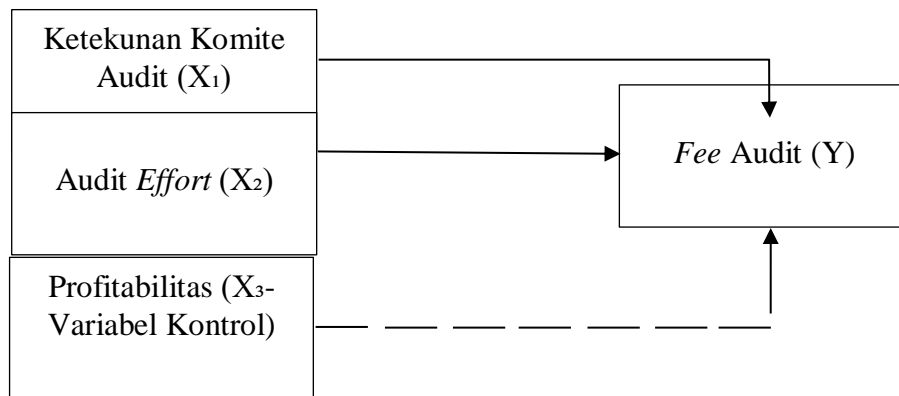 Ketekunan Komite
Audit (X₁)
Fee Audit (Y)
Audit Effort (X₂)
Profitabilitas (X₃-
Variabel Kontrol)